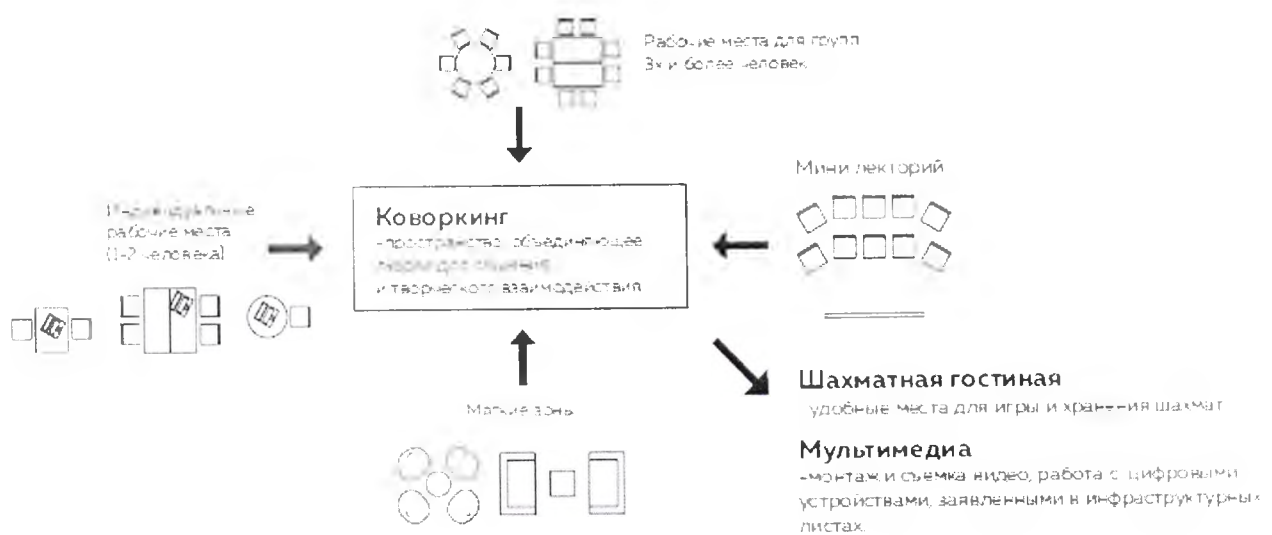 Рабочие места для групп
3х и более человек
Мини лекторий
Индивидуальные
рабочие места
(1-2 человека)
Коворкинг
-пространство, объединяющее
людей для общения
и творческого взаимодействия
Мягкие зоны
Шахматная гостиная
удобные места для игры и хранения шахмат
Мультимедиа
-монтаж и съемка видео, работа с цифровыми
устройствами, заявленными в инфраструктурных
листах.